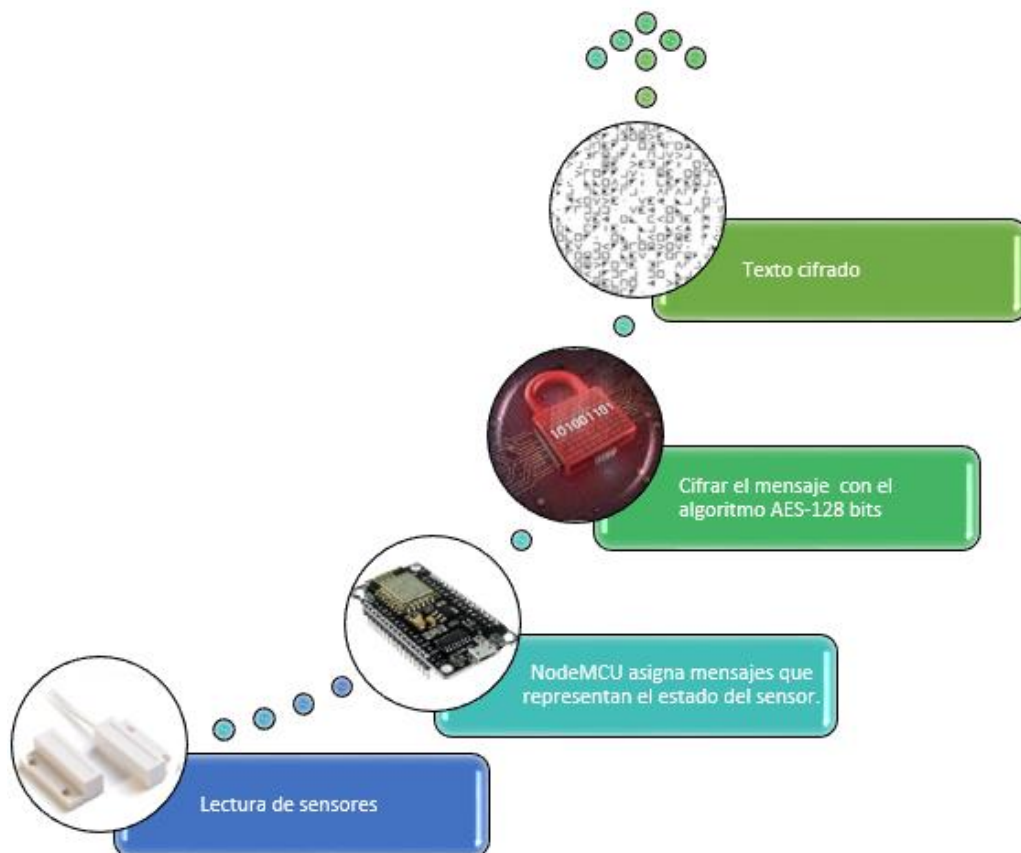 Texto cifrado
101001101
Cifrar el mensaje con el
algoritmo AES-128 bits
NodeMCU asigna mensajes que
representan el estado del sensor.
Lectura de sensores